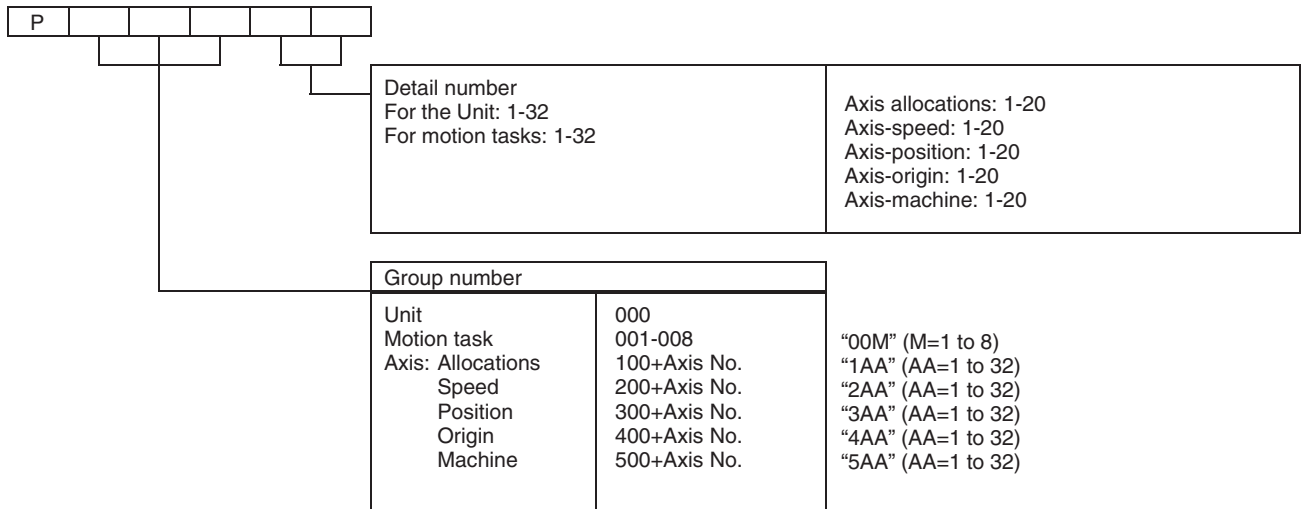 P
Detail number
For the Unit: 1-32
For motion tasks: 1-32
Axis allocations: 1-20
Axis-speed: 1-20
Axis-position: 1-20
Axis-origin: 1-20
Axis-machine: 1-20
Group number
Unit 000
Motion task 001-008 “00M” (M=1 to 8)
Axis: Allocations 100+Axis No. “1AA” (AA=1 to 32)
Speed 200+Axis No. “2AA” (AA=1 to 32)
Position 300+Axis No. “3AA” (AA=1 to 32)
Origin 400+Axis No. “4AA” (AA=1 to 32)
Machine 500+Axis No. “5AA” (AA=1 to 32)